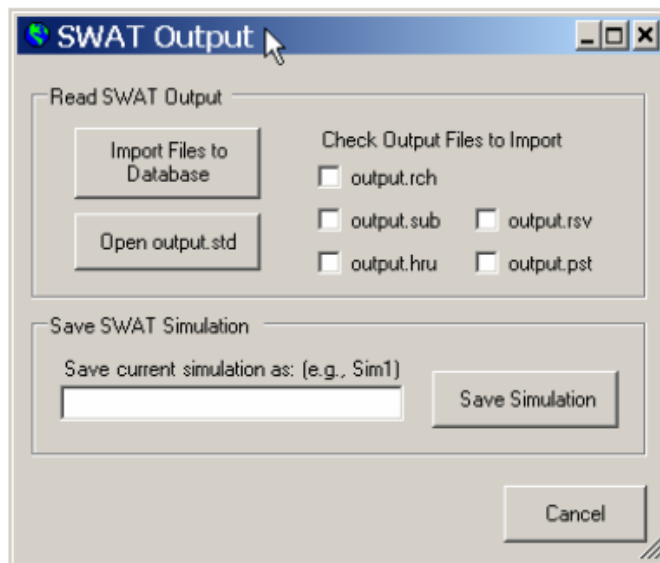 SWAT Output
Read SWAT Output
Import Files to
Database
Check Output Files to Import
output.rch
Open output.std
output.sub
output.rsv
output.hru
output.pst
Save SWAT Simulation
Save current simulation as: (e.g., Sim1)
Save Simulation
Cancel